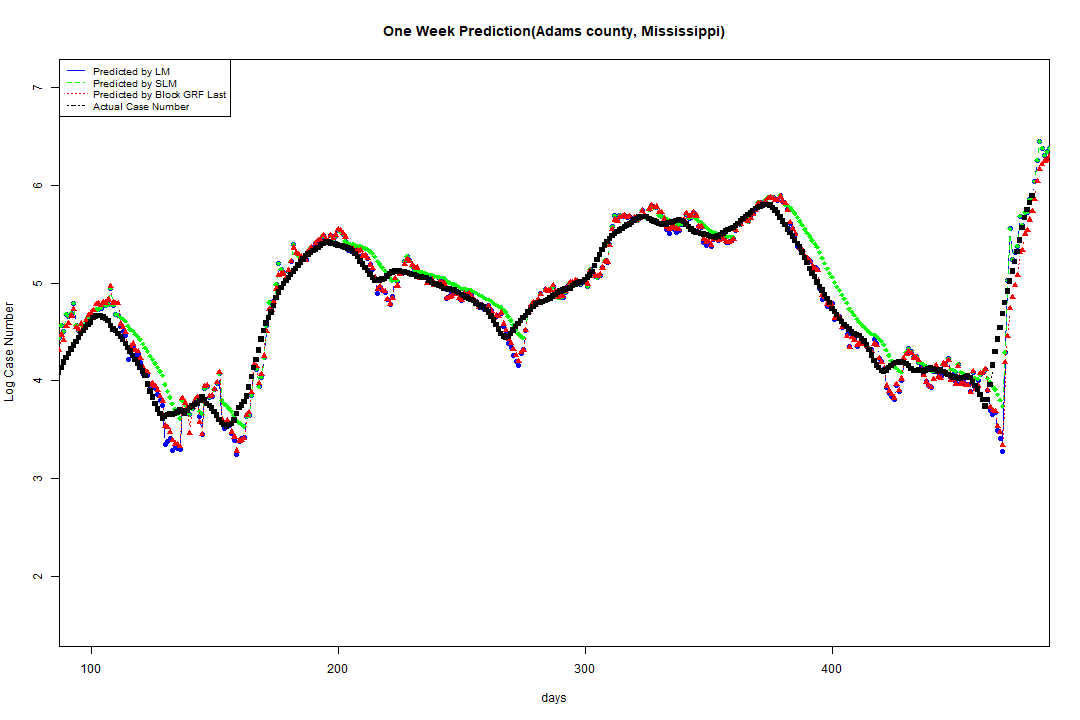 One Week Prediction(Adams county, Mississippi)
Predicted by LM
Predicted by SLM
Predicted by Block GRF Last
Actual Case Number
7
6
5
4
3
2
Log Case Number
100
200
300
400
days